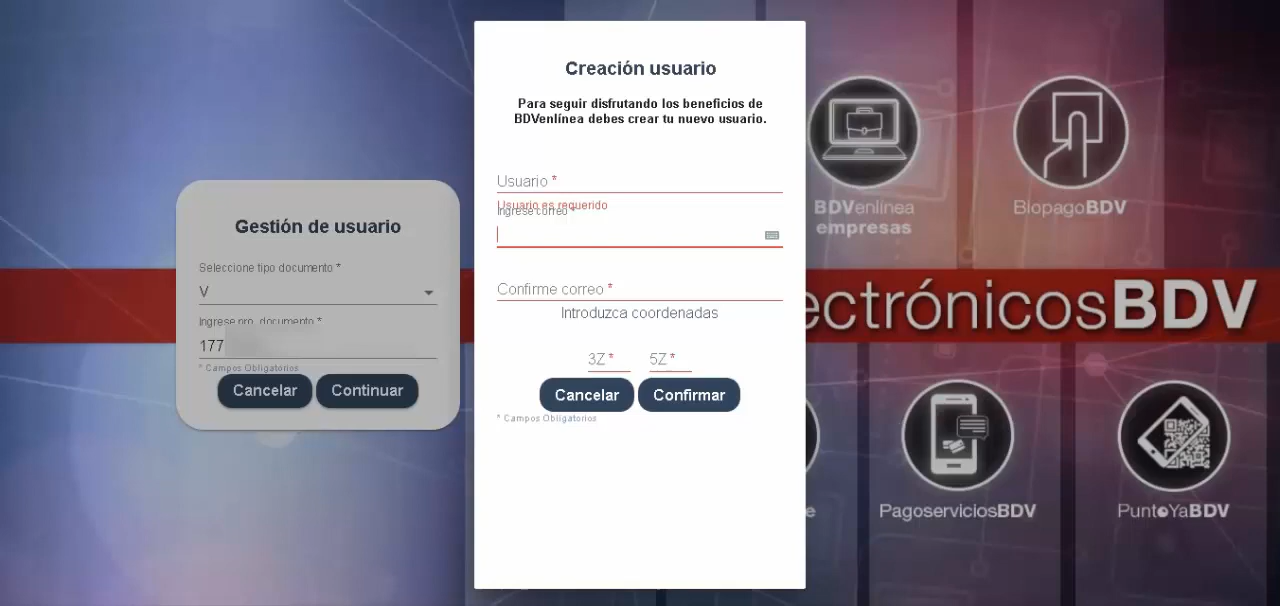 Gestión de usuario
Seleccione tipo documento *
V
Ingrese nro. documento *
177
* Campos Obligatorios
Cancelar
Continuar
Creación usuario
Para seguir disfrutando los beneficios de
BDVenlínea debes crear tu nuevo usuario.
Usuario *
Usuario es requerido
Ingrese correo *
Confirme correo *
Introduzca coordenadas
3Z *
5Z *
Cancelar
Confirmar
* Campos Obligatorios
BDVenlínea
empresas
BiopagoBDV
ectrónicosBDV
e
PagoserviciosBDV
PuntoYaBDV